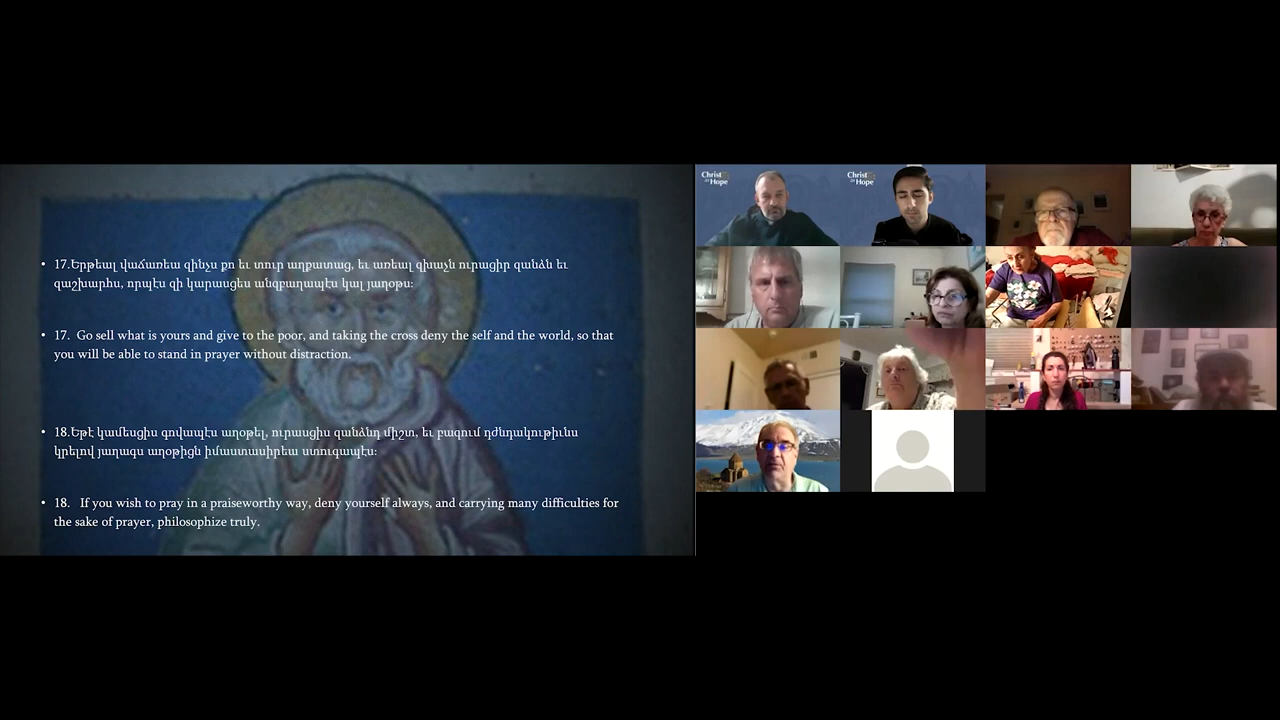 • 17.Երթեալ վաճառեա զինչս քո եւ տուր աղքատաց, եւ առեալ զխաչն ուրացիր զանձն եւ
զաշխարհս, որպէս զի կարասցես անզբաղապէս կալ յաղօթս:
• 17. Go sell what is yours and give to the poor, and taking the cross deny the self and the world, so that
you will be able to stand in prayer without distraction.
• 18.Եթէ կամեսցիս գովապէս աղօթել, ուրասցիս զանձնդ միշտ, եւ բազում դժնդակութիւնս
կրելով յաղագս աղօթիցն իմաստասիրեա ստուգապէս:
• 18. If you wish to pray in a praiseworthy way, deny yourself always, and carrying many difficulties for
the sake of prayer, philosophize truly.
Christ
Hope
Christ
Hope